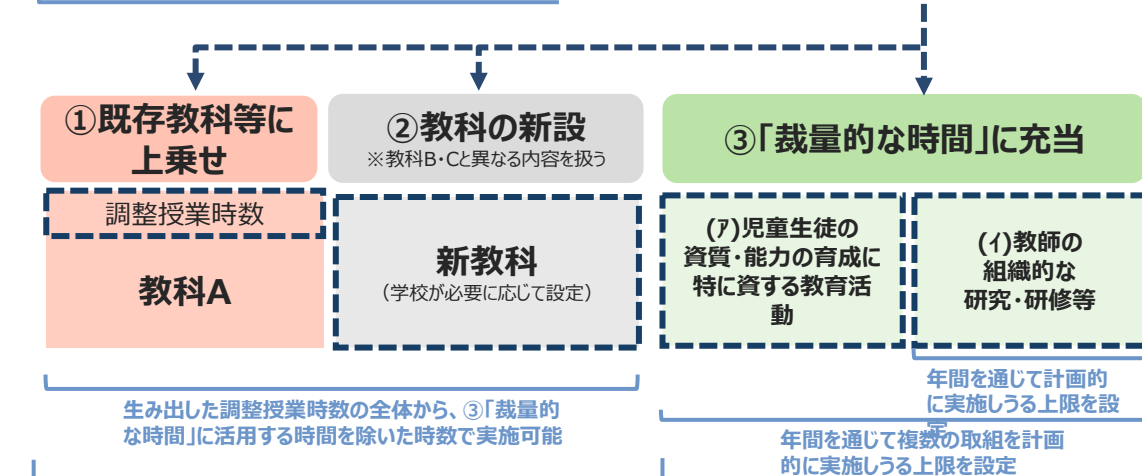 ①既存教科等に
上乗せ
②教科の新設
※教科B・Cと異なる内容を扱う
③「裁量的な時間」に充当
調整授業時数
教科A
新教科
（学校が必要に応じて設定）
(ｱ)児童生徒の
資質・能力の育成に
特に資する教育活
動
(ｲ)教師の
組織的な
研究・研修等
生み出した調整授業時数の全体から、③「裁量的
な時間」に活用する時間を除いた時数で実施可能
年間を通じて計画的
に実施しうる上限を設
定
年間を通じて複数の取組を計画
的に実施しうる上限を設定